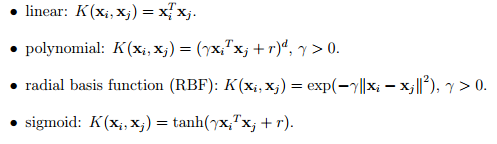 • linear: K(xᵢ, xⱼ) = xᵢᵀxⱼ.
• polynomial: K(xᵢ, xⱼ) = (γxᵢᵀxⱼ + r)ᵈ, γ > 0.
• radial basis function (RBF): K(xᵢ, xⱼ) = exp(−γ‖xᵢ − xⱼ‖²), γ > 0.
• sigmoid: K(xᵢ, xⱼ) = tanh(γxᵢᵀxⱼ + r).